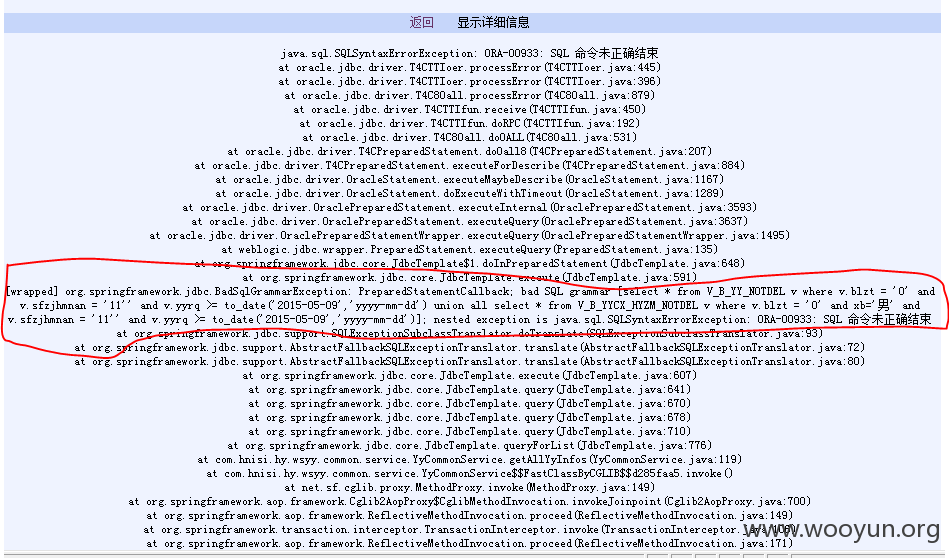 返回 显示详细信息
java.sql.SQLSyntaxErrorException: ORA-00933: SQL 命令未正确结束
at oracle.jdbc.driver.T4CTTIoer.processError(T4CTTIoer.java:445)
at oracle.jdbc.driver.T4CTTIoer.processError(T4CTTIoer.java:396)
at oracle.jdbc.driver.T4C8Oall.processError(T4C8Oall.java:879)
at oracle.jdbc.driver.T4CTTIfun.receive(T4CTTIfun.java:450)
at oracle.jdbc.driver.T4CTTIfun.doRPC(T4CTTIfun.java:192)
at oracle.jdbc.driver.T4C8Oall.doOALL(T4C8Oall.java:531)
at oracle.jdbc.driver.T4CPreparedStatement.doOall8(T4CPreparedStatement.java:207)
at oracle.jdbc.driver.T4CPreparedStatement.executeForDescribe(T4CPreparedStatement.java:884)
at oracle.jdbc.driver.OracleStatement.executeMaybeDescribe(OracleStatement.java:1167)
at oracle.jdbc.driver.OracleStatement.doExecuteWithTimeout(OracleStatement.java:1289)
at oracle.jdbc.driver.OraclePreparedStatement.executeInternal(OraclePreparedStatement.java:3593)
at oracle.jdbc.driver.OraclePreparedStatement.executeQuery(OraclePreparedStatement.java:3637)
at oracle.jdbc.driver.OraclePreparedStatementWrapper.executeQuery(OraclePreparedStatementWrapper.java:1495)
at weblogic.jdbc.wrapper.PreparedStatement.executeQuery(PreparedStatement.java:135)
at org.springframework.jdbc.core.JdbcTemplate$1.doInPreparedStatement(JdbcTemplate.java:648)
at org.springframework.jdbc.core.JdbcTemplate.execute(JdbcTemplate.java:591)
[wrapped] org.springframework.jdbc.BadSqlGrammarException: PreparedStatementCallback; bad SQL grammar [select * from V_B_YY_NOTDEL v where v.blzt = '0' and
v.sfzjhmnan = '11'' and v.yyrq >= to_date('2015-05-09','yyyy-mm-dd') union all select * from V_B_YYCX_HYZM_NOTDEL v where v.blzt = '0' and xb='男' and
v.sfzjhmnan = '11'' and v.yyrq >= to_date('2015-05-09','yyyy-mm-dd')]; nested exception is java.sql.SQLSyntaxErrorException: ORA-00933: SQL 命令未正确结束
at org.springframework.jdbc.support.SQLExceptionSubclassTranslator.doTranslate(SQLExceptionSubclassTranslator.java:93)
at org.springframework.jdbc.support.AbstractFallbackSQLExceptionTranslator.translate(AbstractFallbackSQLExceptionTranslator.java:72)
at org.springframework.jdbc.support.AbstractFallbackSQLExceptionTranslator.translate(AbstractFallbackSQLExceptionTranslator.java:80)
at org.springframework.jdbc.core.JdbcTemplate.execute(JdbcTemplate.java:607)
at org.springframework.jdbc.core.JdbcTemplate.query(JdbcTemplate.java:641)
at org.springframework.jdbc.core.JdbcTemplate.query(JdbcTemplate.java:670)
at org.springframework.jdbc.core.JdbcTemplate.query(JdbcTemplate.java:678)
at org.springframework.jdbc.core.JdbcTemplate.query(JdbcTemplate.java:710)
at org.springframework.jdbc.core.JdbcTemplate.queryForList(JdbcTemplate.java:776)
at com.hnisi.hy.wsyy.common.service.YyCommonService.getAllYyInfos(YyCommonService.java:119)
at com.hnisi.hy.wsyy.common.service.YyCommonService$$FastClassByCGLIB$$d285faa5.invoke()
at net.sf.cglib.proxy.MethodProxy.invoke(MethodProxy.java:149)
at org.springframework.aop.framework.Cglib2AopProxy$CglibMethodInvocation.invokeJoinpoint(Cglib2AopProxy.java:700)
at org.springframework.aop.framework.ReflectiveMethodInvocation.proceed(ReflectiveMethodInvocation.java:149)
at org.springframework.transaction.interceptor.TransactionInterceptor.invoke(TransactionInterceptor.java:106)
at org.springframework.aop.framework.ReflectiveMethodInvocation.proceed(ReflectiveMethodInvocation.java:171)
www.wooyun.org